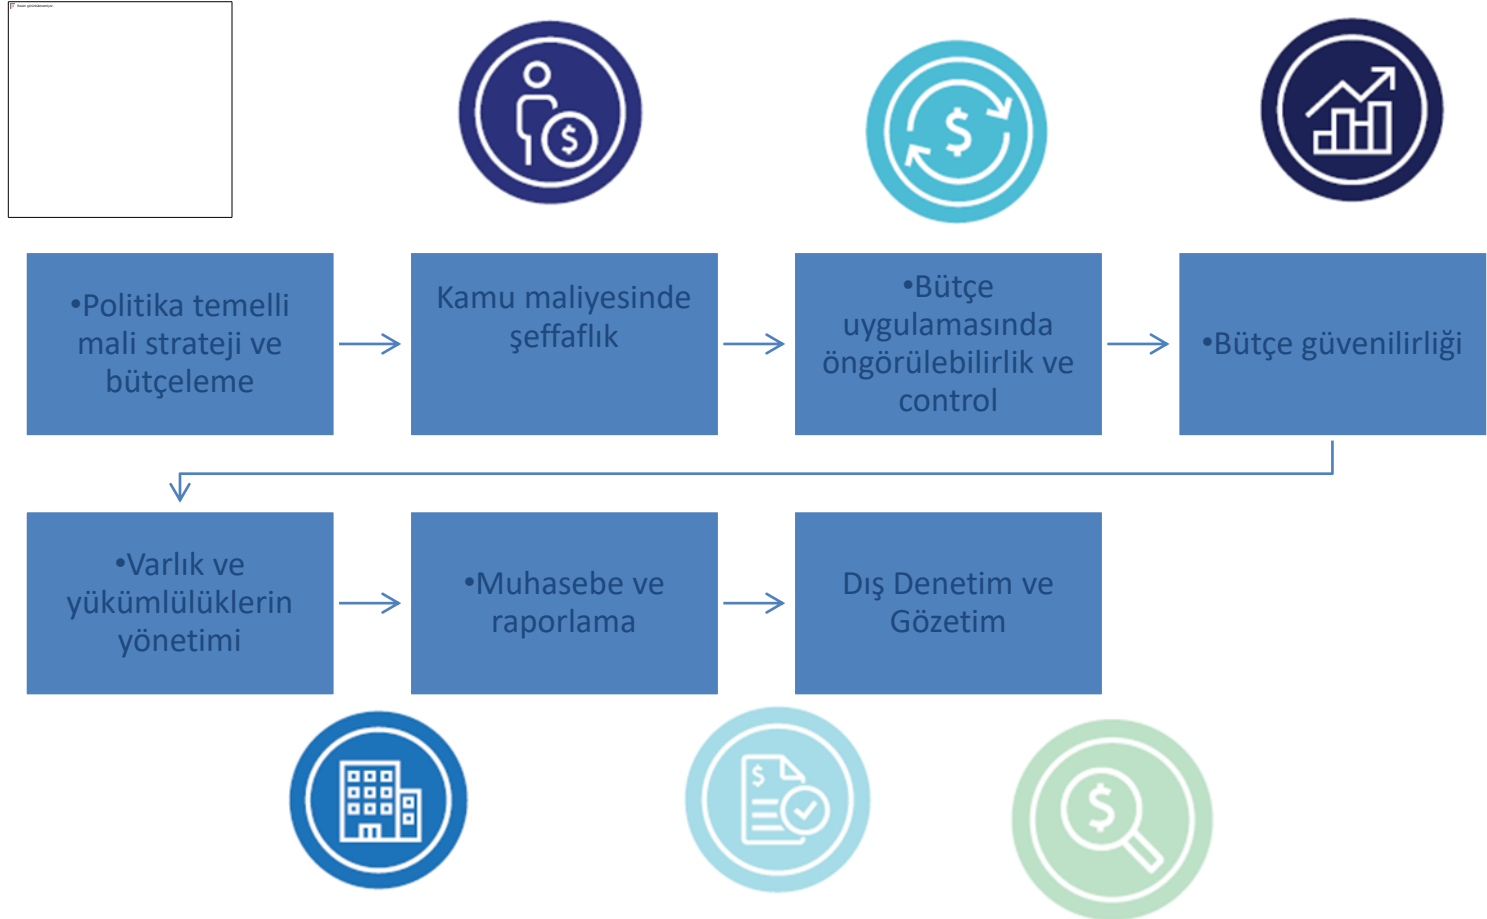 •Politika temelli
mali strateji ve
bütçeleme
Kamu maliyesinde
şeffaflık
•Bütçe
uygulamasında
öngörülebilirlik ve
control
•Bütçe güvenilirliği
•Varlık ve
yükümlülüklerin
yönetimi
•Muhasebe ve
raporlama
Dış Denetim ve
Gözetim
$
$
$
$